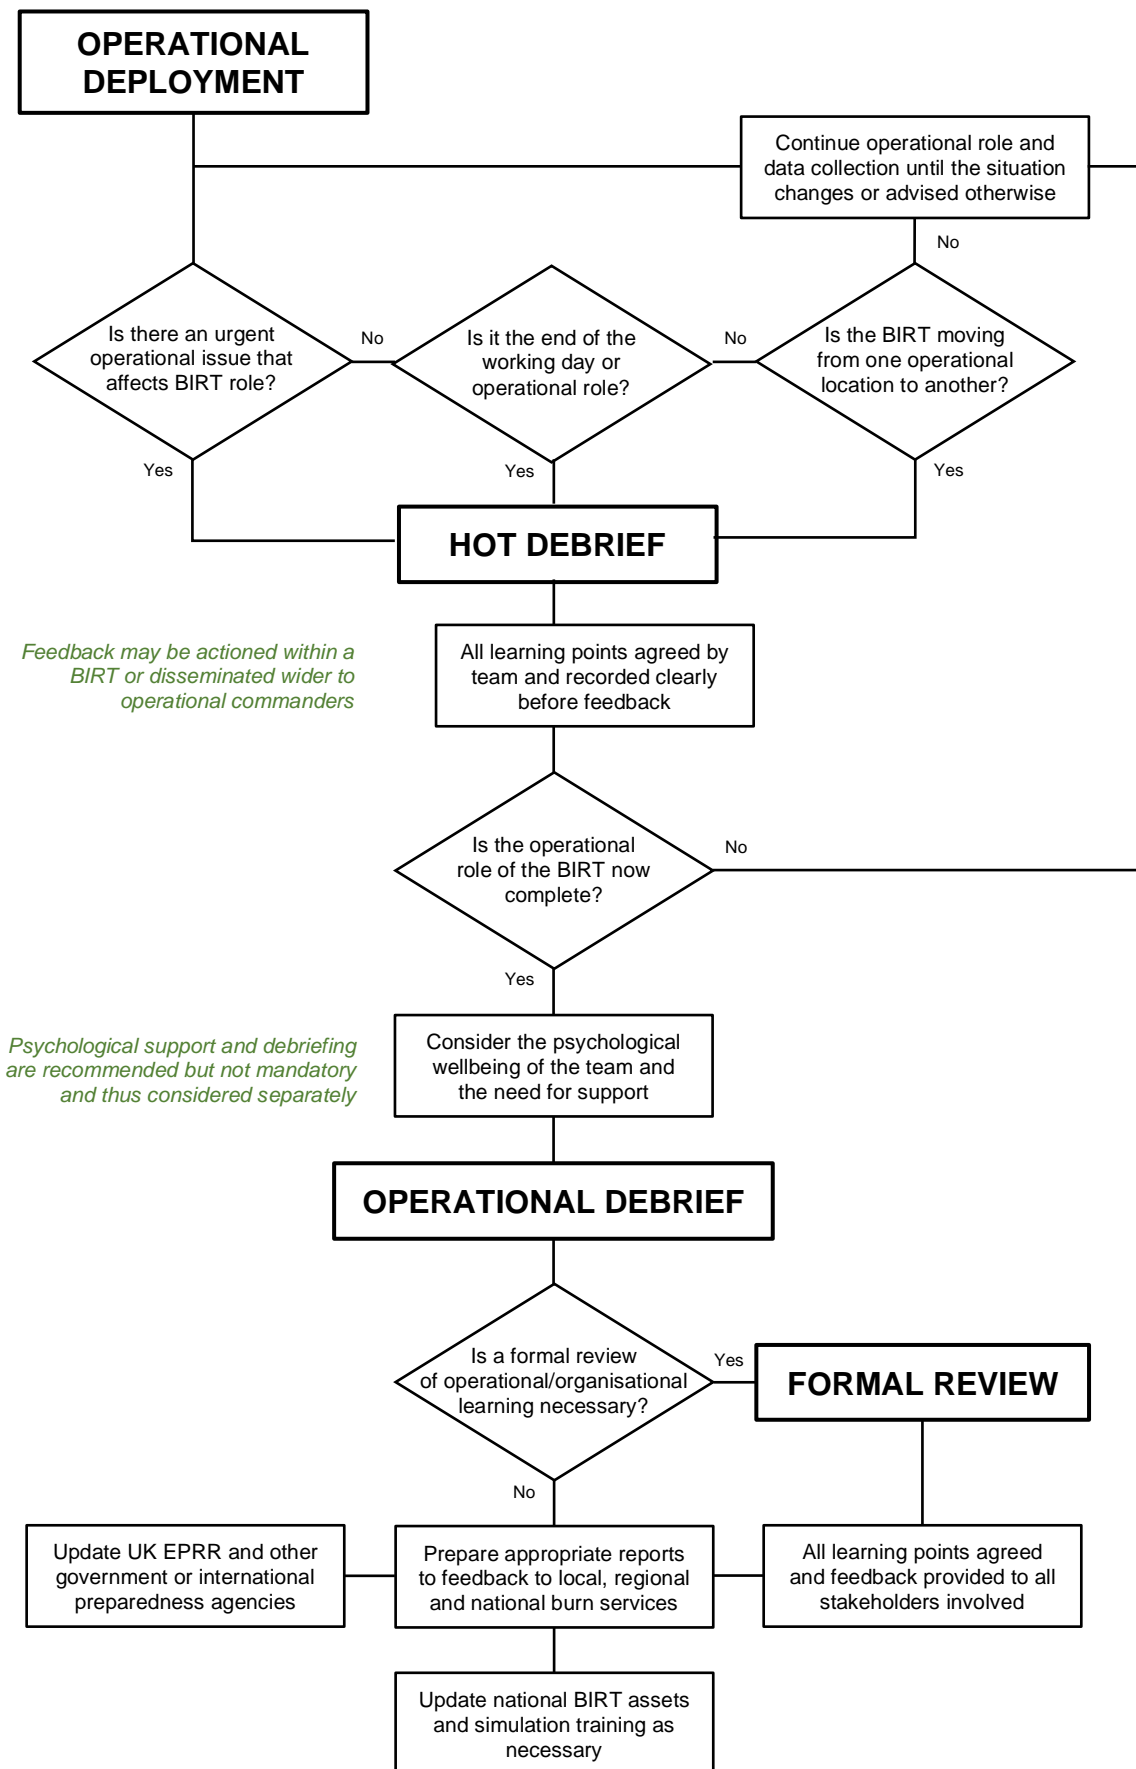 OPERATIONAL
DEPLOYMENT
Continue operational role and
data collection until the situation
changes or advised otherwise
No
Is there an urgent
operational issue that
affects BIRT role?
No
Is it the end of the
working day or
operational role?
No
Is the BIRT moving
from one operational
location to another?
Yes
Yes
Yes
HOT DEBRIEF
Feedback may be actioned within a
BIRT or disseminated wider to
operational commanders
All learning points agreed by
team and recorded clearly
before feedback
Is the operational
role of the BIRT now
complete?
No
Yes
Psychological support and debriefing
are recommended but not mandatory
and thus considered separately
Consider the psychological
wellbeing of the team and
the need for support
OPERATIONAL DEBRIEF
Is a formal review
of operational/organisational
learning necessary?
Yes
FORMAL REVIEW
No
Update UK EPRR and other
government or international
preparedness agencies
Prepare appropriate reports
to feedback to local, regional
and national burn services
All learning points agreed
and feedback provided to all
stakeholders involved
Update national BIRT assets
and simulation training as
necessary